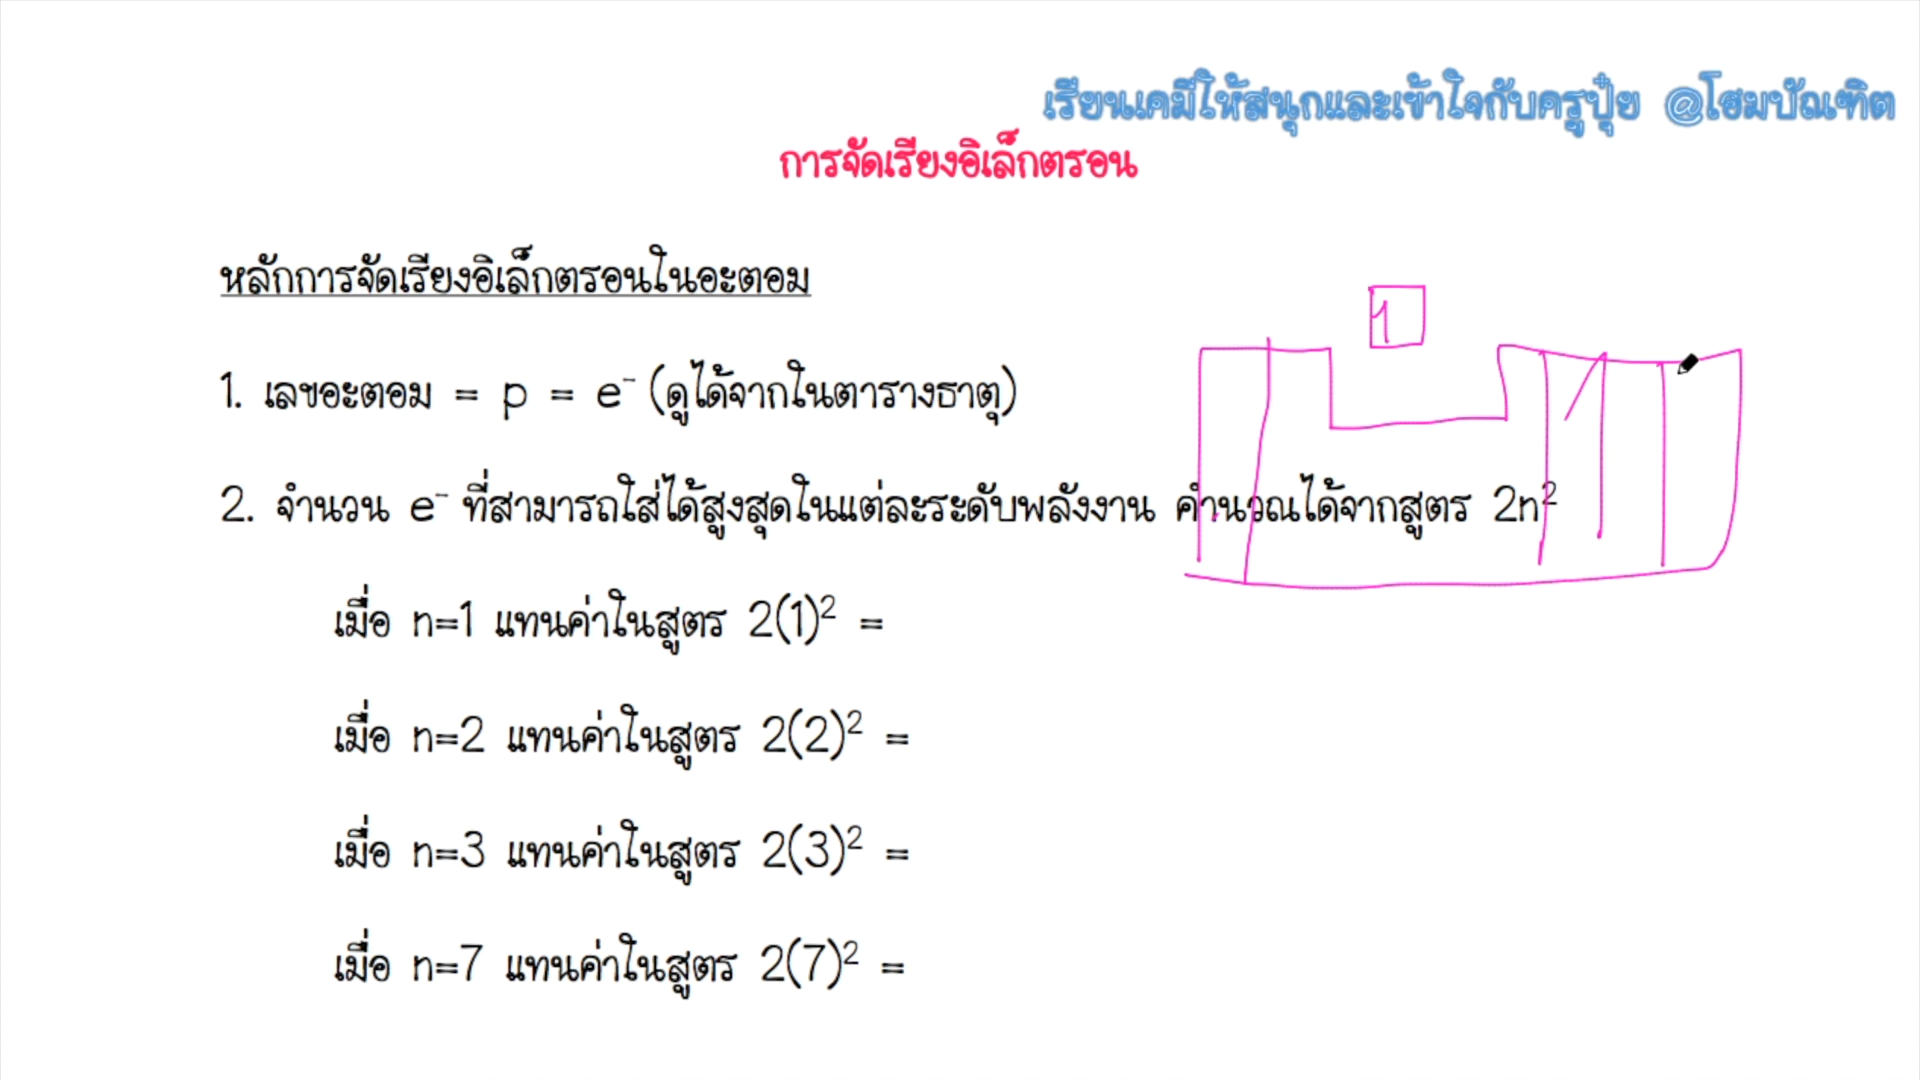 เรียนเคมีให้สนุกและเข้าใจกับครูปุ๋ย @โฮมบัณฑิต
การจัดเรียงอิเล็กตรอน
หลักการจัดเรียงอิเล็กตรอนในอะตอม
1
1. เลขอะตอม = p = e⁻ (ดูได้จากในตารางธาตุ)
2. จำนวน e⁻ ที่สามารถใส่ได้สูงสุดในแต่ละระดับพลังงาน คำนวณได้จากสูตร 2n²
เมื่อ n=1 แทนค่าในสูตร 2(1)² =
เมื่อ n=2 แทนค่าในสูตร 2(2)² =
เมื่อ n=3 แทนค่าในสูตร 2(3)² =
เมื่อ n=7 แทนค่าในสูตร 2(7)² =